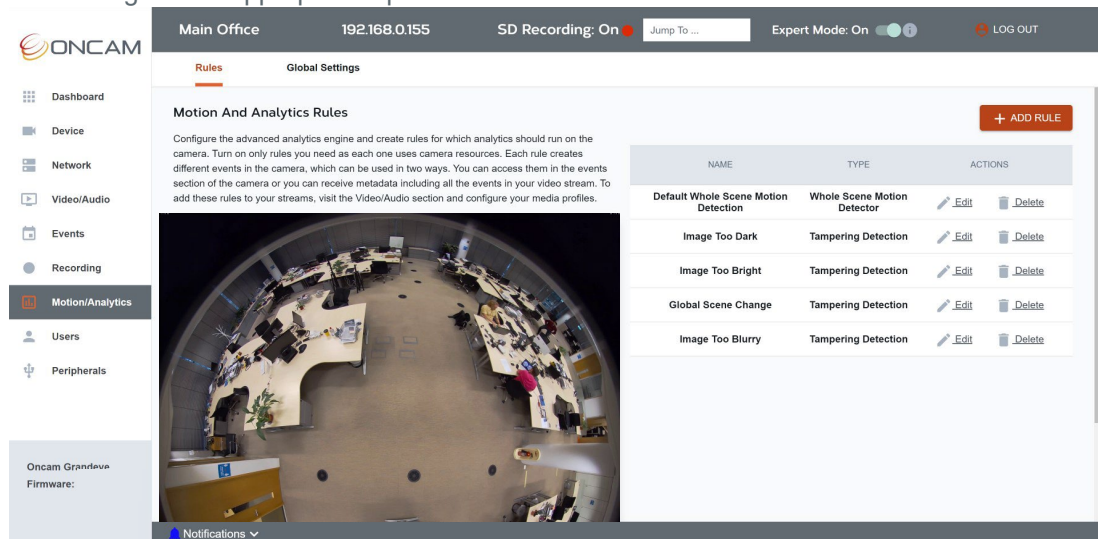 ONCAM
Main Office
192.168.0.155
SD Recording: On
Jump To ...
Expert Mode: On
LOG OUT
Rules
Global Settings
Dashboard
Device
Network
Video/Audio
Events
Recording
Motion/Analytics
Users
Peripherals
Oncam Grandeye
Firmware:
Motion And Analytics Rules
Configure the advanced analytics engine and create rules for which analytics should run on the
camera. Turn on only rules you need as each one uses camera resources. Each rule creates
different events in the camera, which can be used in two ways. You can access them in the events
section of the camera or you can receive metadata including all the events in your video stream. To
add these rules to your streams, visit the Video/Audio section and configure your media profiles.
+ ADD RULE
NAME TYPE ACTIONS
Default Whole Scene Motion Detection Whole Scene Motion Detector Edit Delete
Image Too Dark Tampering Detection Edit Delete
Image Too Bright Tampering Detection Edit Delete
Global Scene Change Tampering Detection Edit Delete
Image Too Blurry Tampering Detection Edit Delete
Notifications